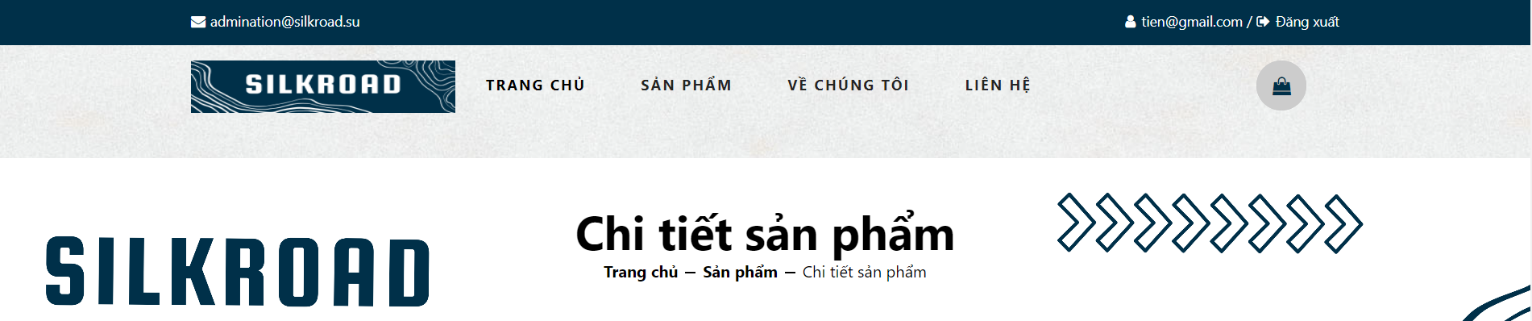 admination@silkroad.su
tien@gmail.com / Đăng xuất
SILKROAD
TRANG CHỦ SẢN PHẨM VỀ CHÚNG TÔI LIÊN HỆ
Chi tiết sản phẩm
SILKROAD
Trang chủ — Sản phẩm — Chi tiết sản phẩm